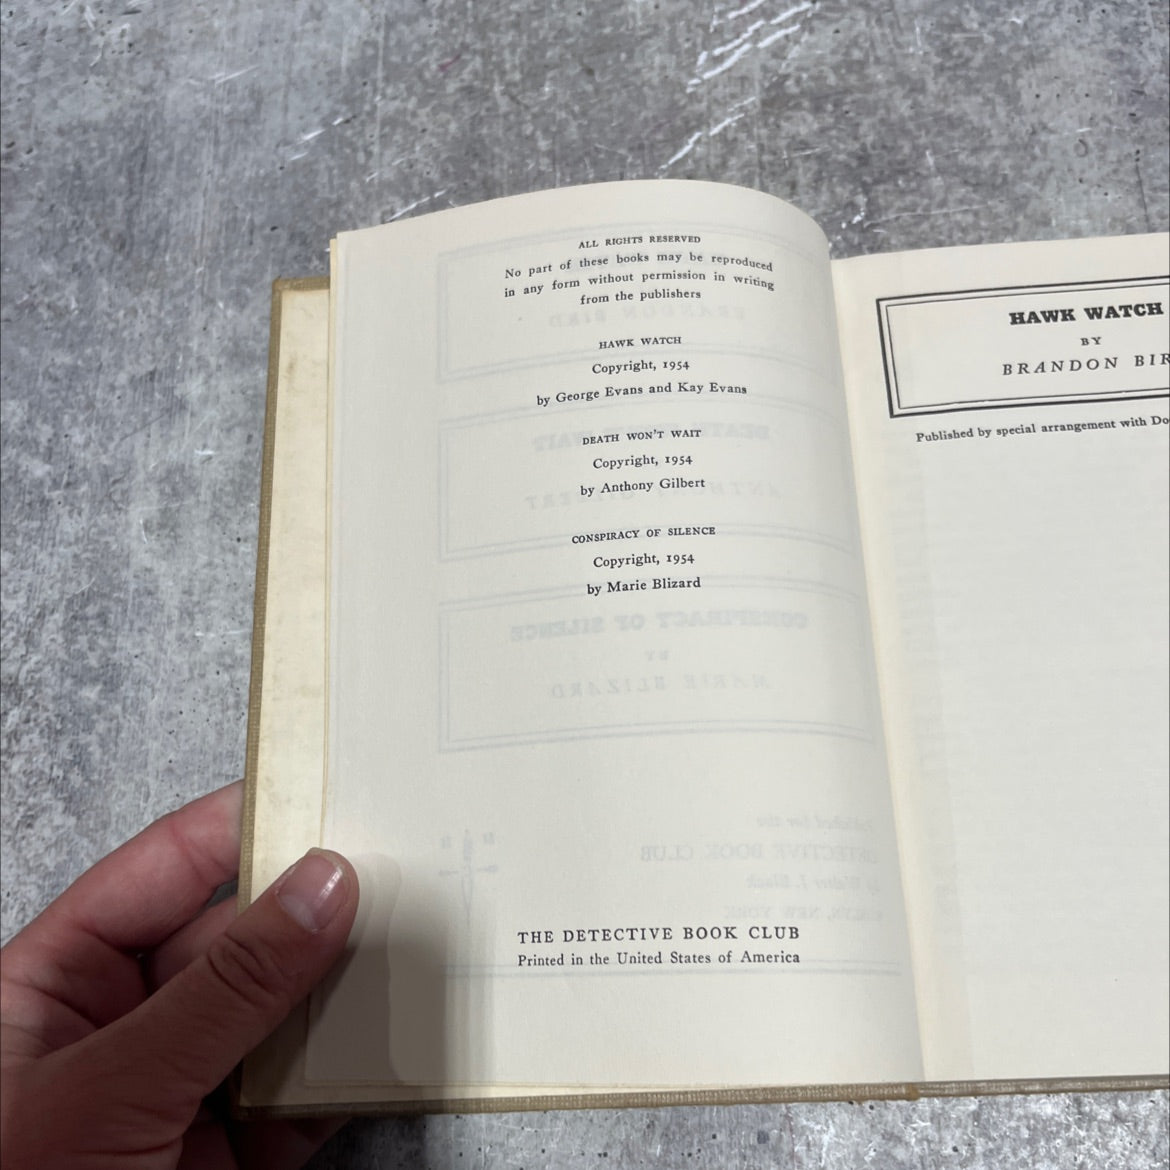 ALL RIGHTS RESERVED
No part of these books may be reproduced
in any form without permission in writing
from the publishers
HAWK WATCH
Copyright, 1954
by George Evans and Kay Evans
DEATH WON'T WAIT
Copyright, 1954
by Anthony Gilbert
CONSPIRACY OF SILENCE
Copyright, 1954
by Marie Blizard
THE DETECTIVE BOOK CLUB
Printed in the United States of America
HAWK WATCH
BY
BRANDON
Published by special arrangement with